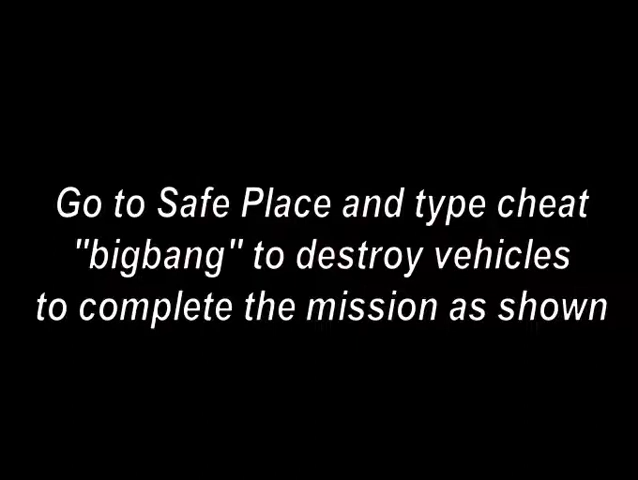 Go to Safe Place and type cheat
"bigbang" to destroy vehicles
to complete the mission as shown